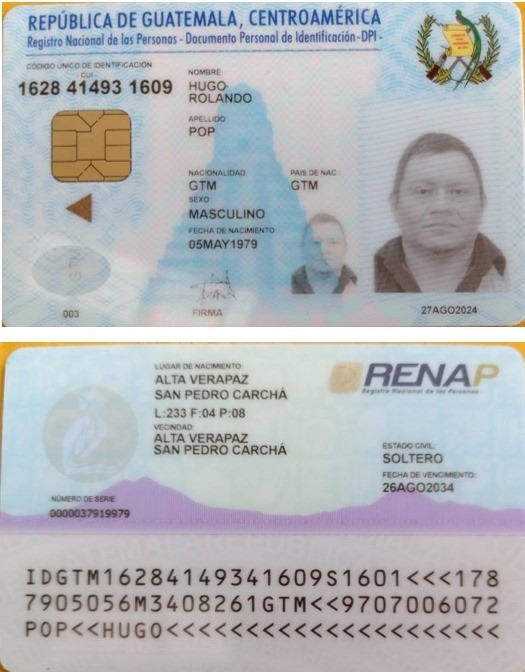 REPÚBLICA DE GUATEMALA, CENTROAMÉRICA
Registro Nacional de las Personas - Documento Personal de Identificación -DPI -
CÓDIGO ÚNICO DE IDENTIFICACIÓN
CUI
1628 41493 1609
NOMBRE
HUGO
ROLANDO
APELLIDO
POP
NACIONALIDAD
GTM
PAIS DE NAC.
GTM
SEXO
MASCULINO
FECHA DE NACIMIENTO
05MAY1979
003
FIRMA
27AGO2024
LUGAR DE NACIMIENTO:
ALTA VERAPAZ
SAN PEDRO CARCHÁ
L:233 F:04 P:08
VECINDAD:
ALTA VERAPAZ
SAN PEDRO CARCHÁ
RENAP
Registro Nacional de las Personas
ESTADO CIVIL:
SOLTERO
FECHA DE VENCIMIENTO:
26AGO2034
NÚMERO DE SERIE:
0000037919979
IDGTM16284149341609S1601<<<178
7905056M3408261GTM<<9707006072
POP<<HUGO<<<<<<<<<<<<<<<<<<<<<